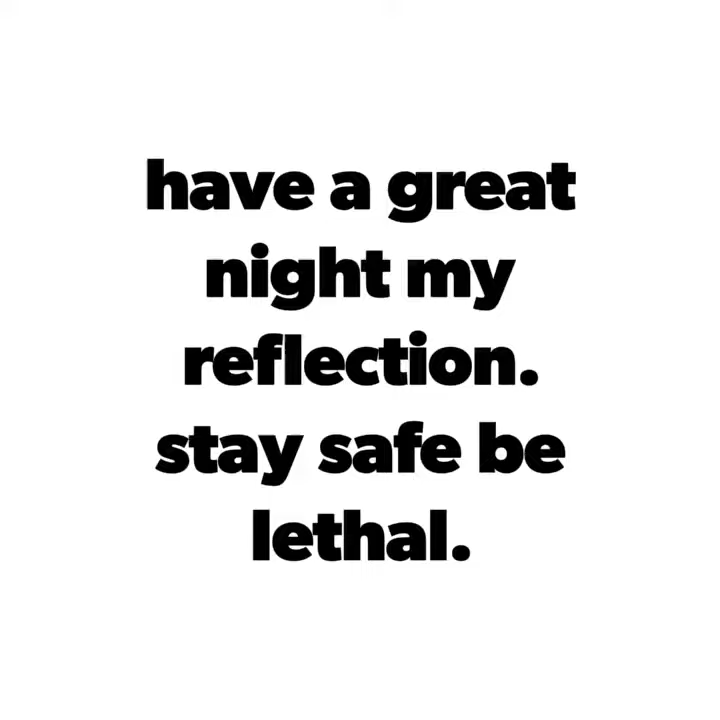 have a great
night my
reflection.
stay safe be
lethal.